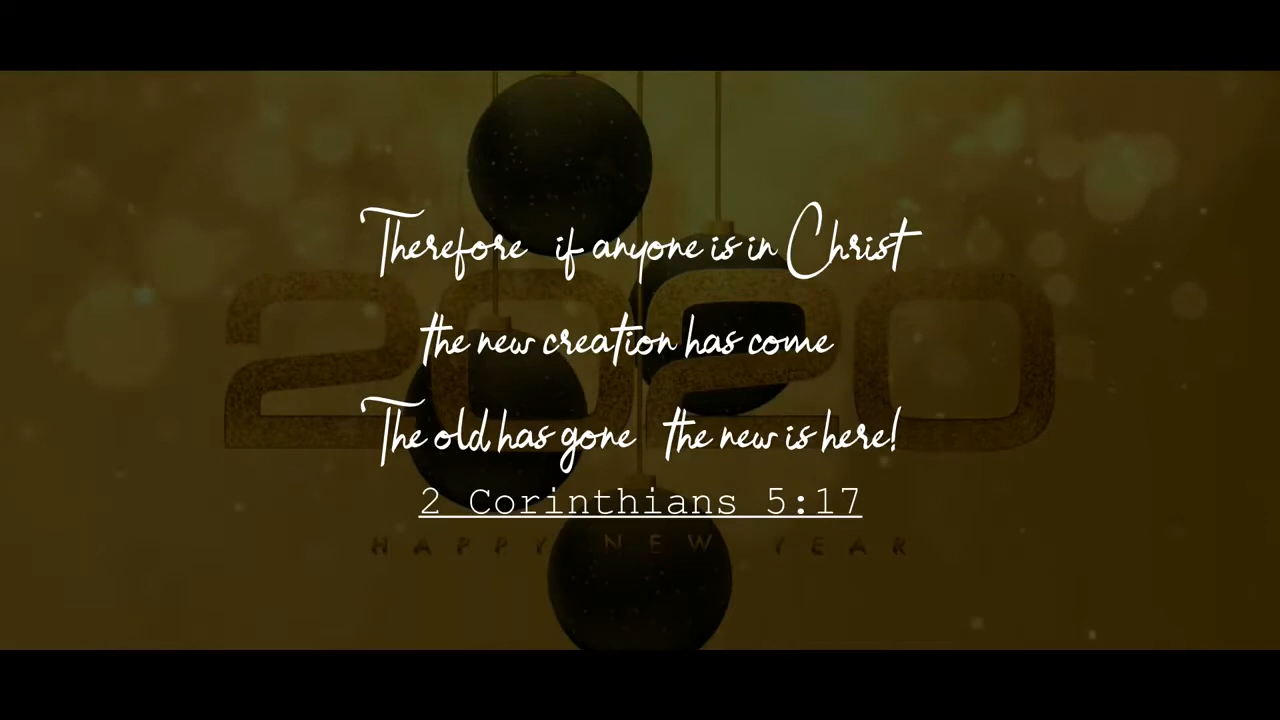 Therefore if anyone is in Christ
the new creation has come
The old has gone the new is here!
2 Corinthians 5:17
2020
HAPPY NEW YEAR